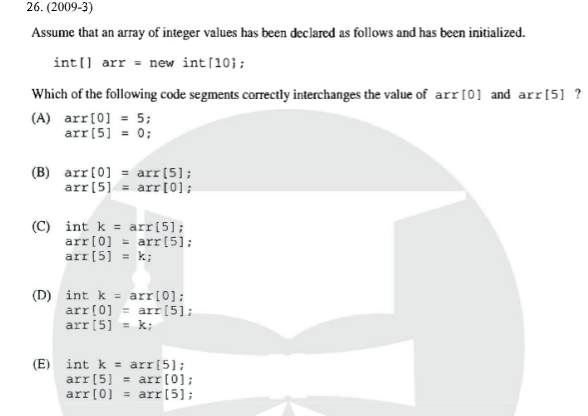 26. (2009-3)
Assume that an array of integer values has been declared as follows and has been initialized.
int[] arr = new int[10];
Which of the following code segments correctly interchanges the value of arr[0] and arr[5] ?
(A) arr[0] = 5;
arr[5] = 0;
(B) arr[0] = arr[5];
arr[5] = arr[0];
(C) int k = arr[5];
arr[0] = arr[5];
arr[5] = k;
(D) int k = arr[0];
arr[0] = arr[5];
arr[5] = k;
(E) int k = arr[5];
arr[5] = arr[0];
arr[0] = arr[5];